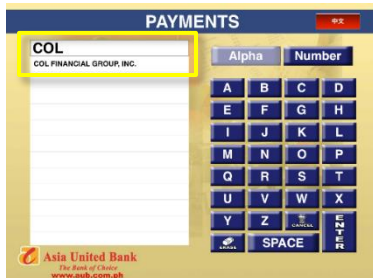 PAYMENTS
中文
COL
COL FINANCIAL GROUP, INC.
Alpha Number
A B C D
E F G H
I J K L
M N O P
Q R S T
U V W X
Y Z CANCEL ENTER
ERASE SPACE
Asia United Bank
The Bank of Choice
www.aub.com.ph